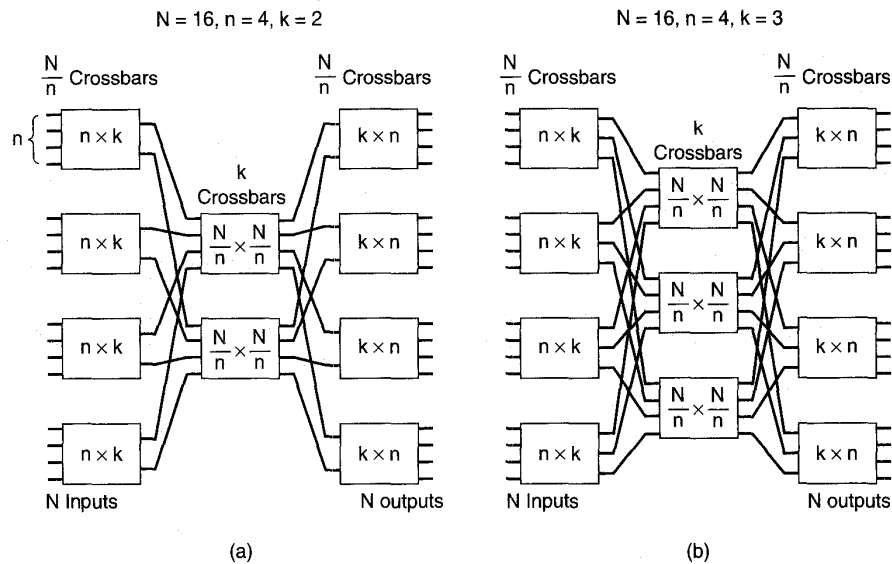 N = 16, n = 4, k = 2
N/n Crossbars
N/n Crossbars
n
n × k
k × n
k
Crossbars
n × k
N/n × N/n
k × n
n × k
N/n × N/n
k × n
n × k
k × n
N Inputs
N outputs
(a)
N = 16, n = 4, k = 3
N/n Crossbars
N/n Crossbars
n × k
k × n
k
Crossbars
N/n × N/n
n × k
k × n
N/n × N/n
n × k
k × n
N/n × N/n
n × k
k × n
N Inputs
N outputs
(b)